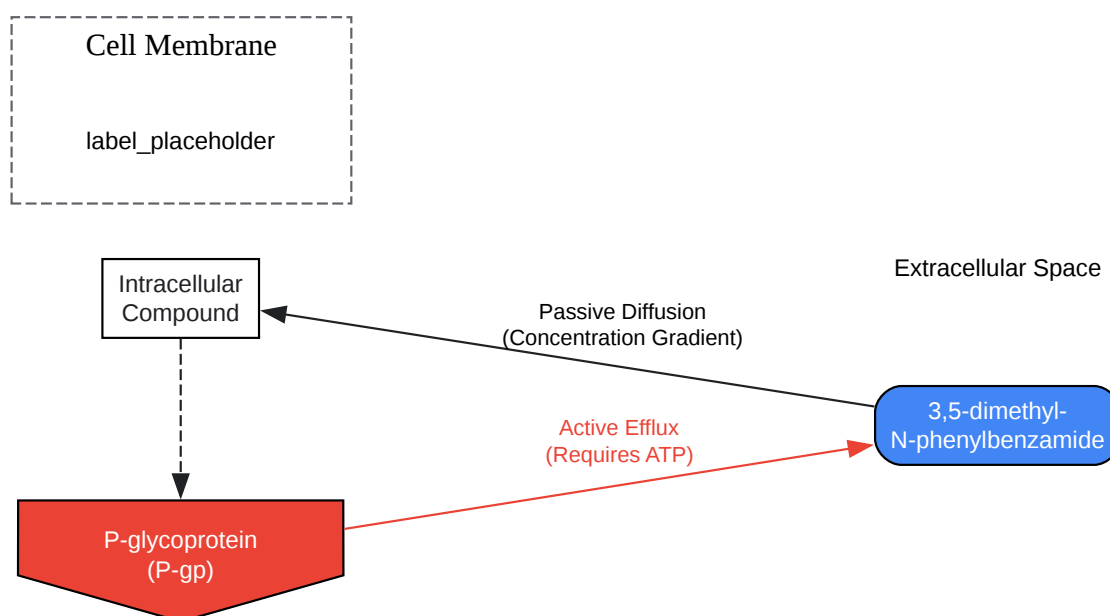 Cell Membrane
label_placeholder
Intracellular
Compound
Extracellular Space
Passive Diffusion
(Concentration Gradient)
3,5-dimethyl-
N-phenylbenzamide
Active Efflux
(Requires ATP)
P-glycoprotein
(P-gp)